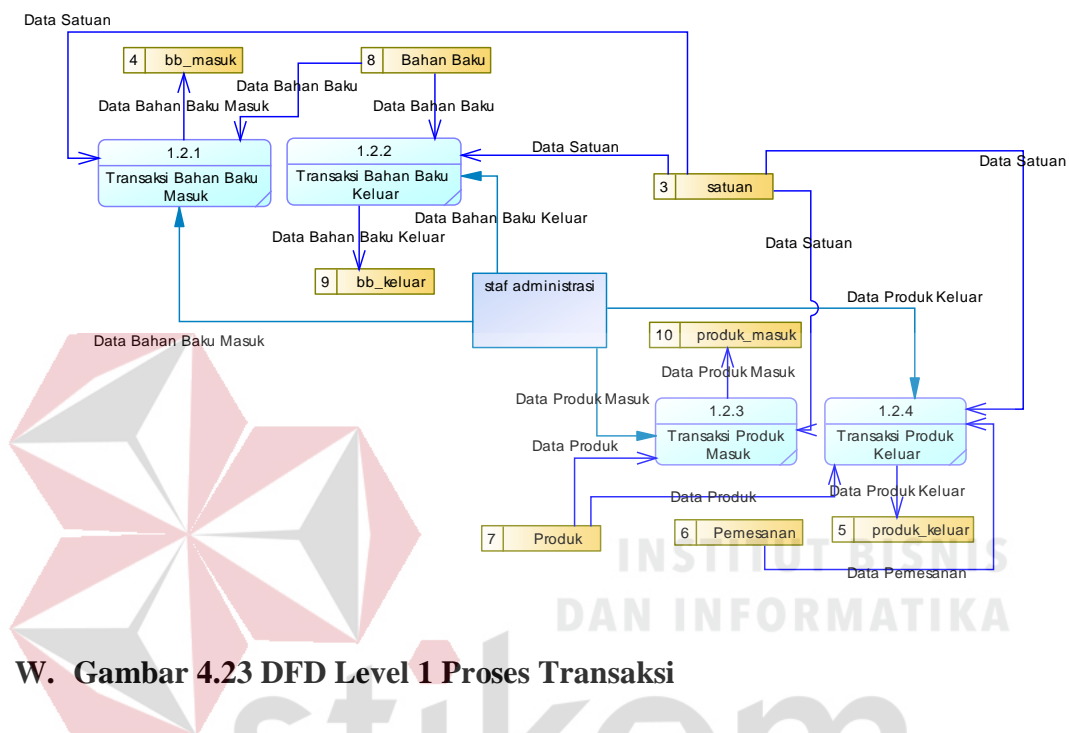 Data Satuan
4 bb_masuk
8 Bahan Baku
Data Bahan Baku
Data Bahan Baku Masuk
Data Bahan Baku
1.2.1
Transaksi Bahan Baku
Masuk
1.2.2
Transaksi Bahan Baku
Keluar
Data Satuan
Data Satuan
3 satuan
Data Bahan Baku Keluar
Data Bahan Baku Keluar
Data Satuan
9 bb_keluar
staf administrasi
Data Produk Keluar
Data Bahan Baku Masuk
10 produk_masuk
Data Produk Masuk
Data Produk Masuk
1.2.3
Transaksi Produk
Masuk
1.2.4
Transaksi Produk
Keluar
Data Produk
Data Produk
Data Produk Keluar
7 Produk
6 Pemesanan
5 produk_keluar
Data Pemesanan
INSTITUT BISNIS
DAN INFORMATIKA
W. Gambar 4.23 DFD Level 1 Proses Transaksi
stikom